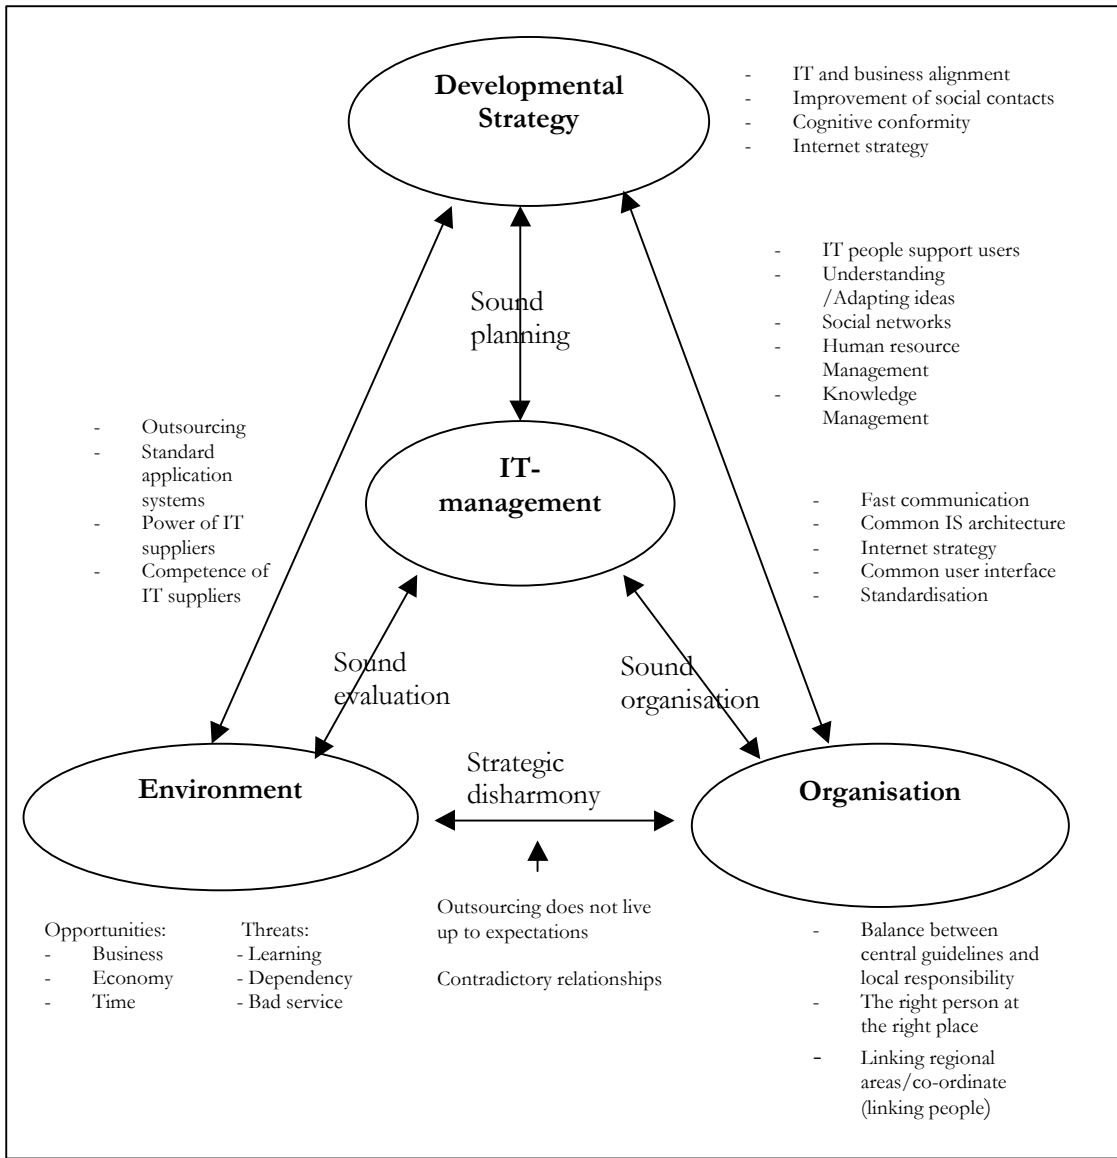 Developmental
Strategy
- IT and business alignment
- Improvement of social contacts
- Cognitive conformity
- Internet strategy
- IT people support users
- Understanding
/Adapting ideas
- Social networks
- Human resource
Management
- Knowledge
Management
Sound
planning
- Outsourcing
- Standard
application
systems
- Power of IT
suppliers
- Competence of
IT suppliers
IT-
management
- Fast communication
- Common IS architecture
- Internet strategy
- Common user interface
- Standardisation
Sound
evaluation
Sound
organisation
Environment
Strategic
disharmony
Organisation
Opportunities:
- Business
- Economy
- Time
Threats:
- Learning
- Dependency
- Bad service
Outsourcing does not live
up to expectations
Contradictory relationships
- Balance between
central guidelines and
local responsibility
- The right person at
the right place
- Linking regional
areas/co-ordinate
(linking people)